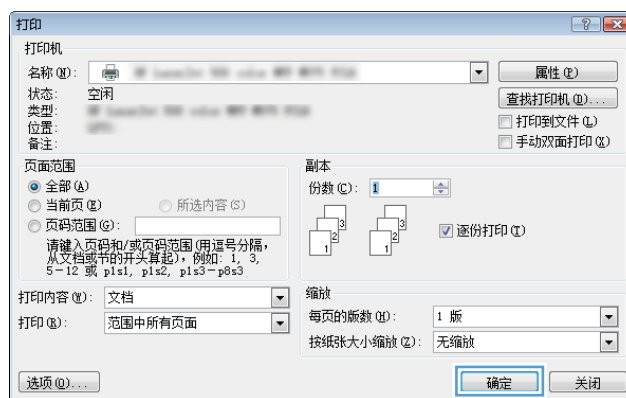 打印
打印机
名称(N):
属性(P)
状态: 空闲
查找打印机(D)...
类型:
位置:
打印到文件(L)
备注:
手动双面打印(X)
页面范围
全部(A)
当前页(E) 所选内容(S)
页码范围(G):
请键入页码和/或页码范围(用逗号分隔,
从文档或节的开头算起), 例如: 1, 3,
5-12 或 p1s1, p1s2, p1s3-p8s3
副本
份数(C): 1
1 2 3 1 2 3
逐份打印(T)
打印内容(W): 文档
打印(R): 范围中所有页面
缩放
每页的版数(H): 1 版
按纸张大小缩放(Z): 无缩放
选项(O)...
确定
关闭